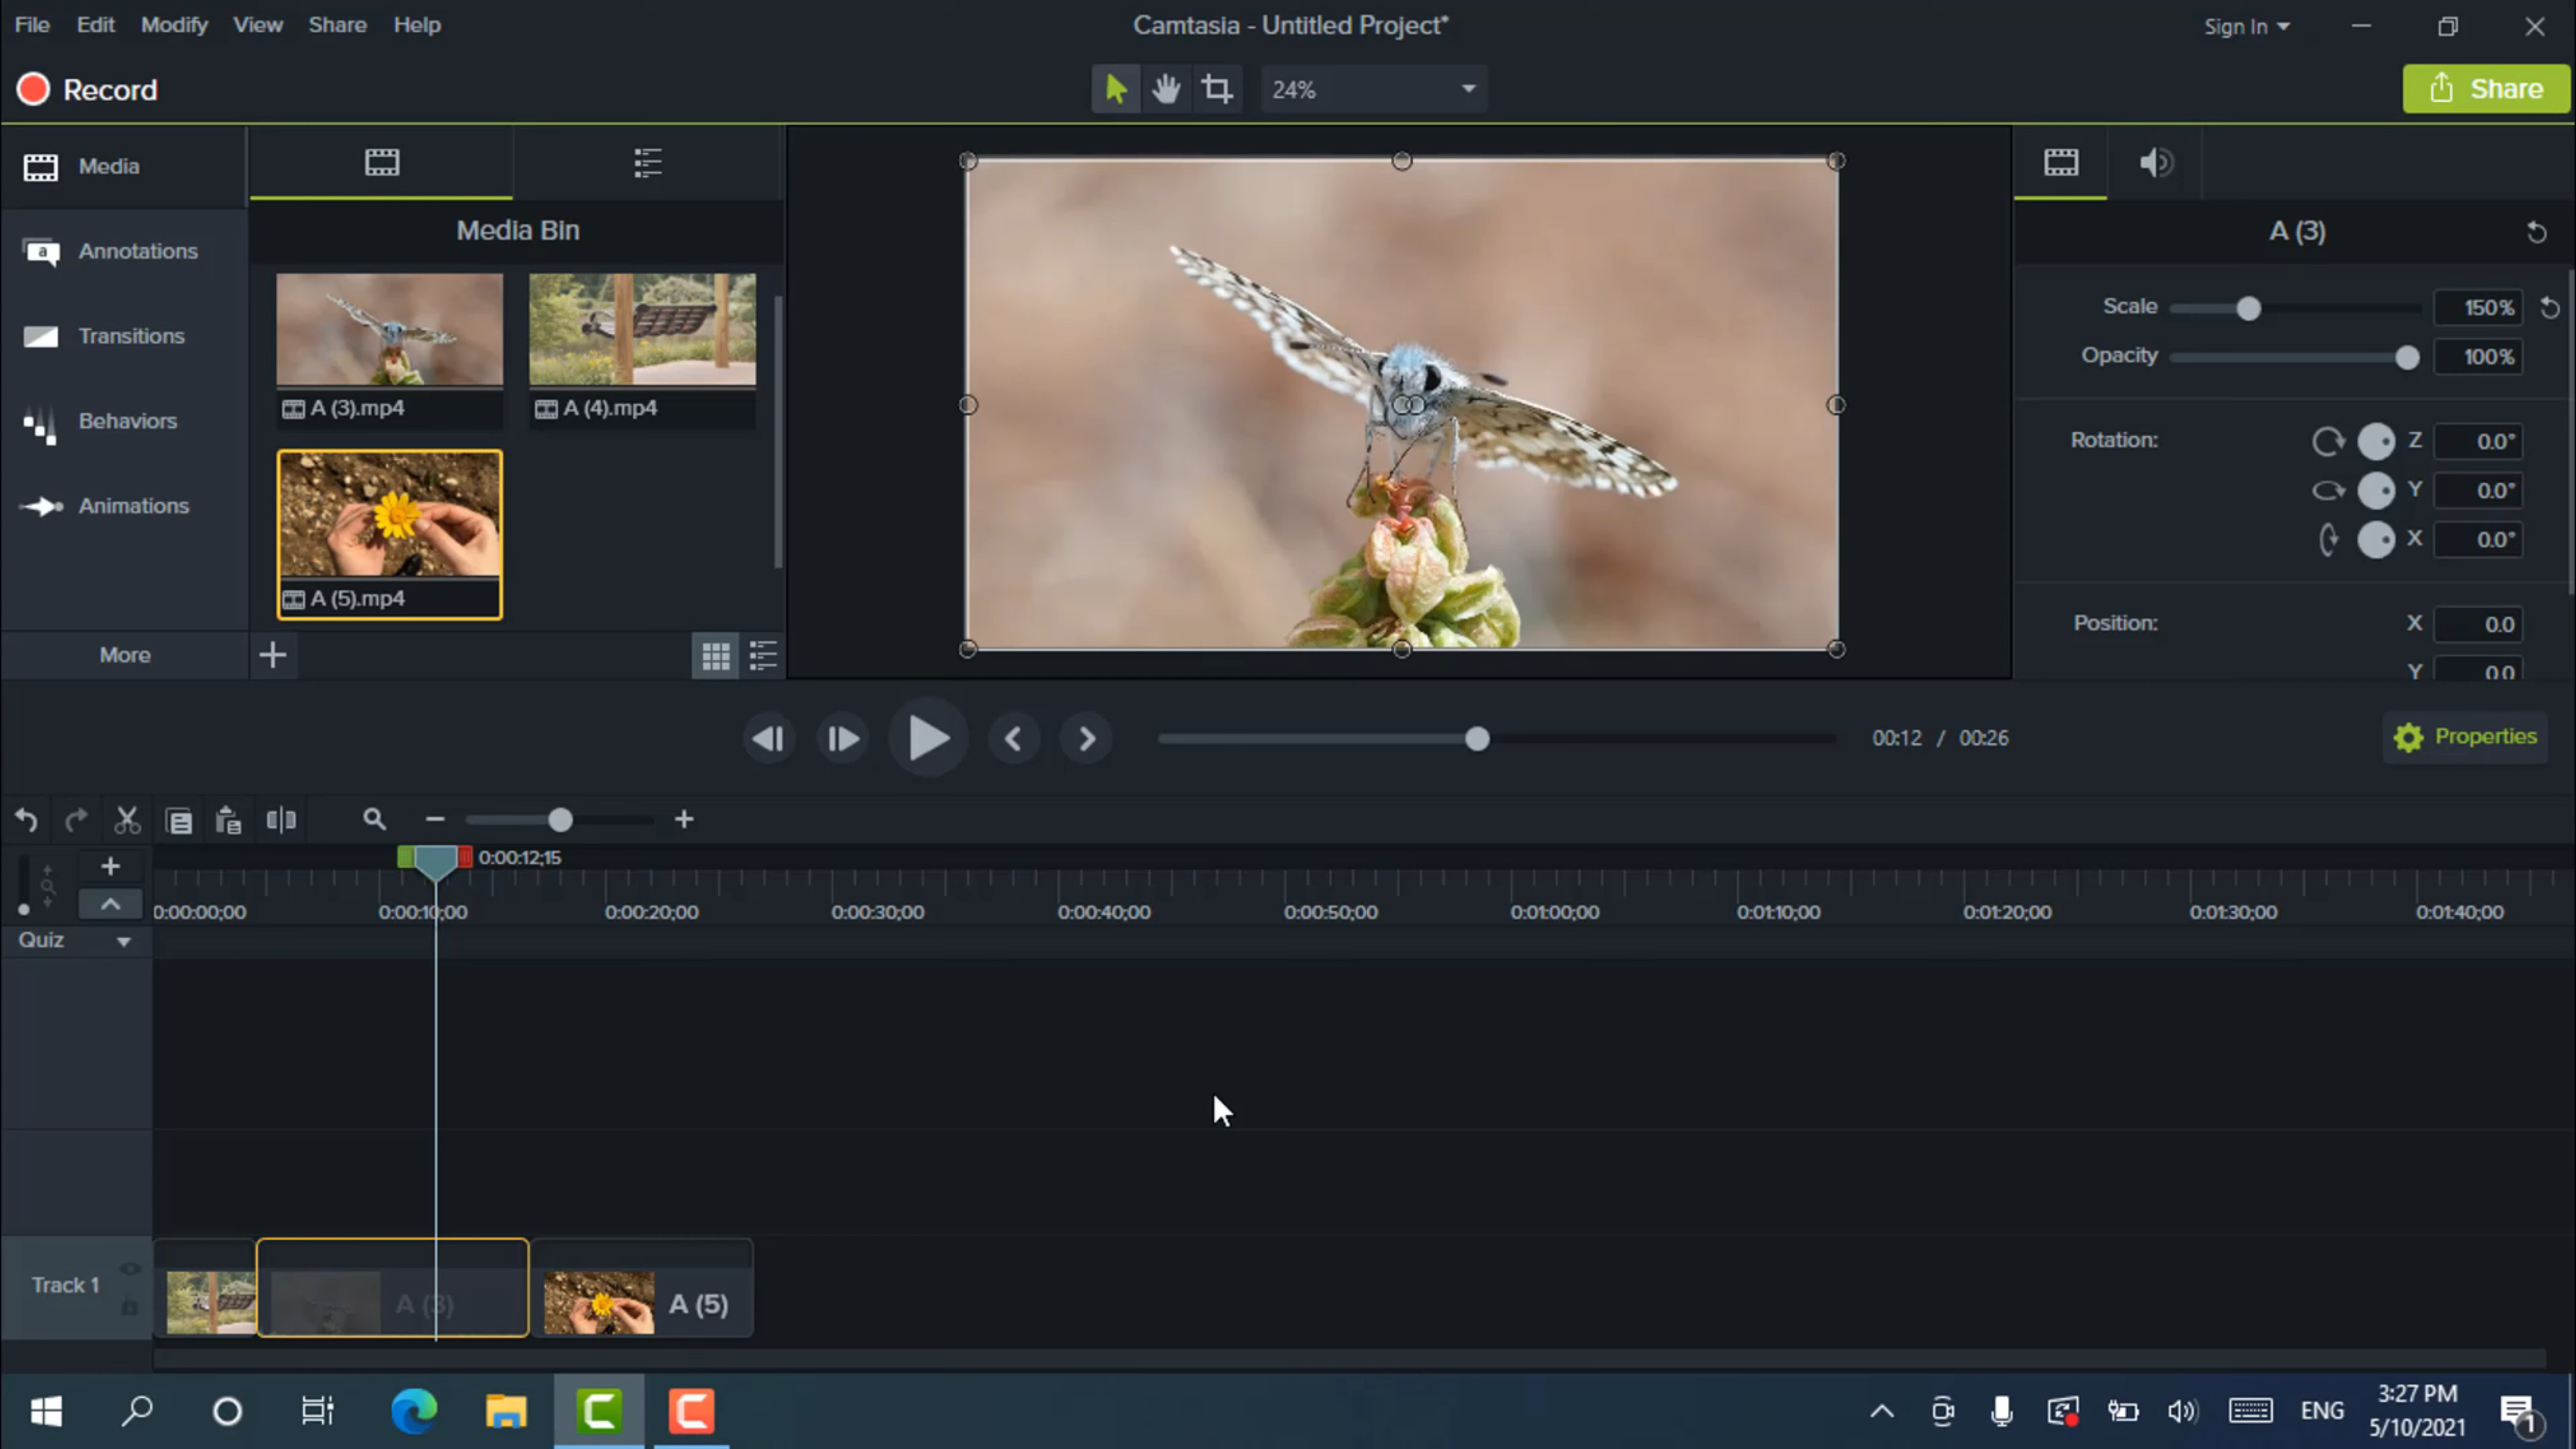 File Edit Modify View Share Help
Camtasia - Untitled Project*
Sign In
Record
24%
Share
Media
Annotations
Transitions
Behaviors
Animations
More
Media Bin
A (3).mp4
A (4).mp4
A (5).mp4
A (3)
Scale 150%
Opacity 100%
Rotation: Z 0.0°
Y 0.0°
X 0.0°
Position: X 0.0
Y 0.0
00:12 / 00:26
Properties
0:00:12;15
0:00:00;00 0:00:10;00 0:00:20;00 0:00:30;00 0:00:40;00 0:00:50;00 0:01:00;00 0:01:10;00 0:01:20;00 0:01:30;00 0:01:40;00
Quiz
Track 1
A (3)
A (5)
ENG
3:27 PM
5/10/2021
1